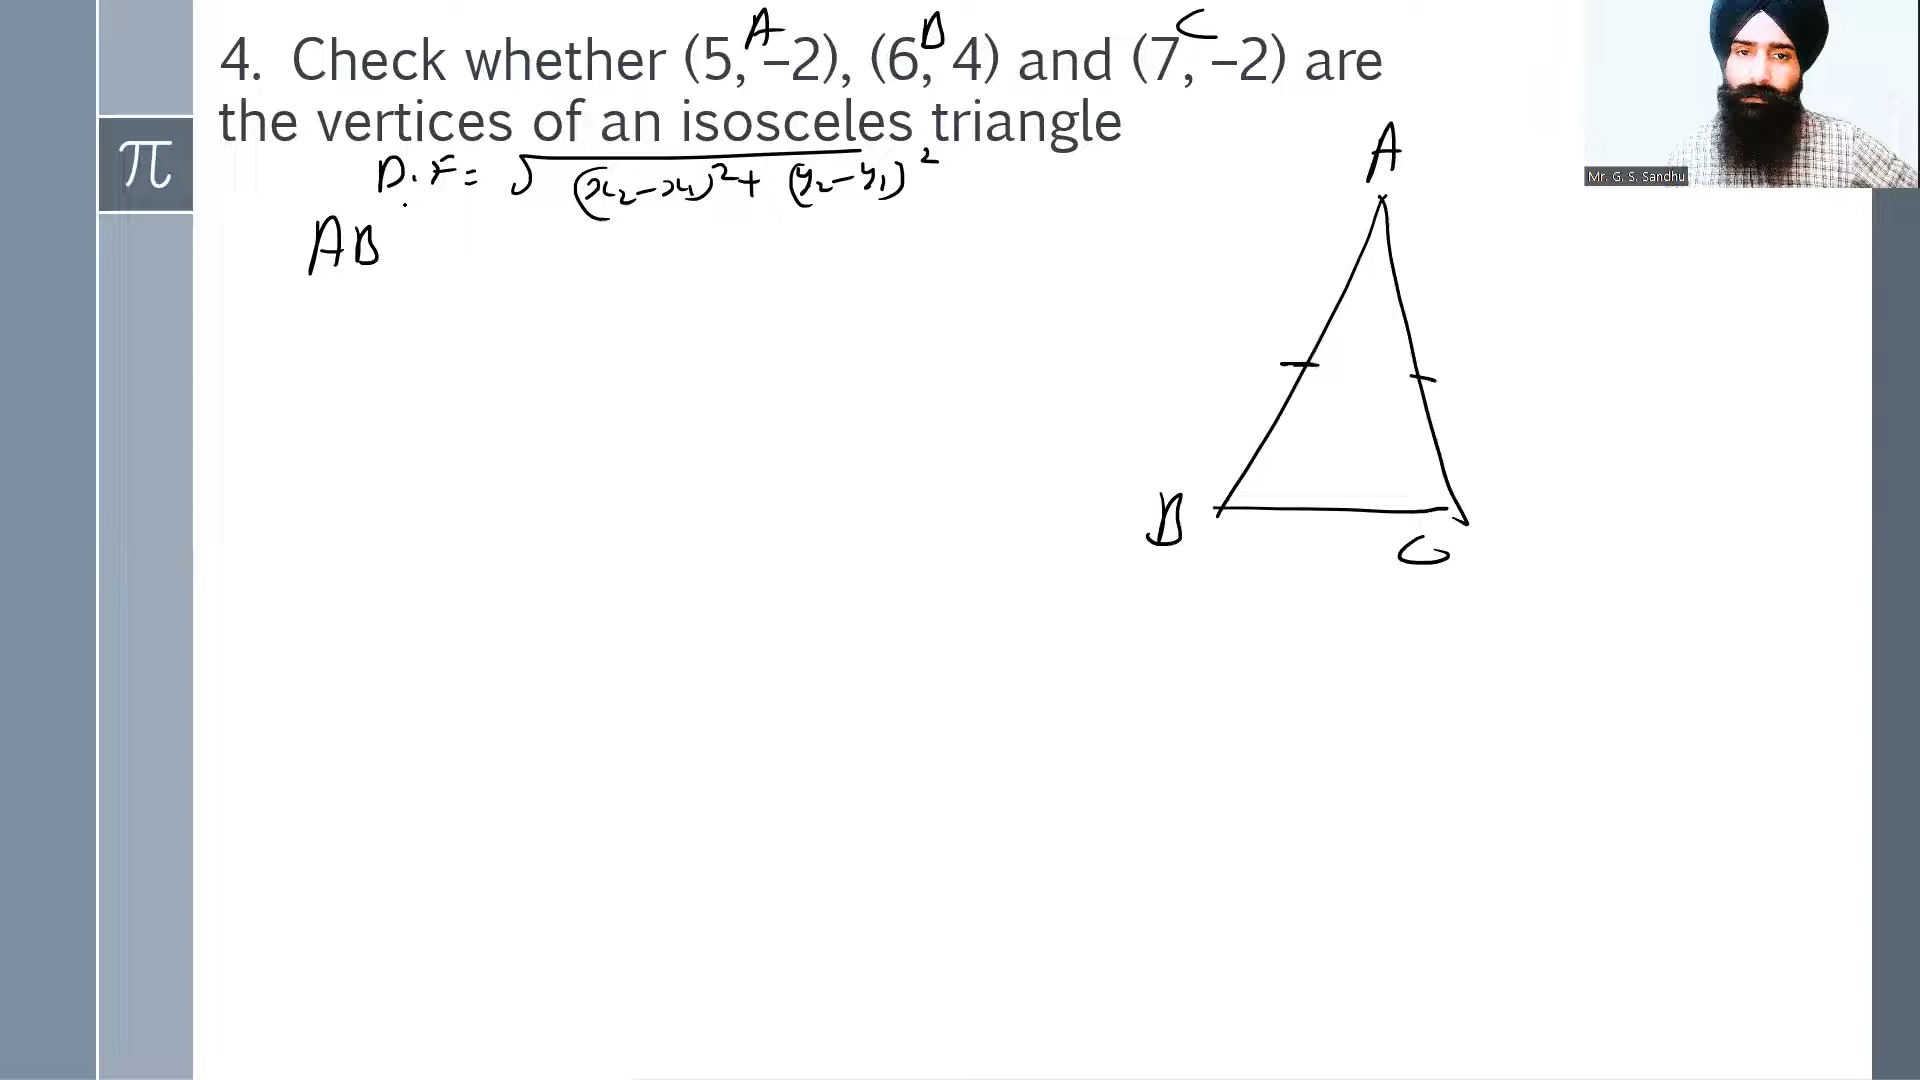 A B C
4. Check whether (5, –2), (6, 4) and (7, –2) are
the vertices of an isosceles triangle
π
D.F = √(x₂-x₁)²+ (y₂-y₁)²
AB
A
B
C
Mr. G. S. Sandhu